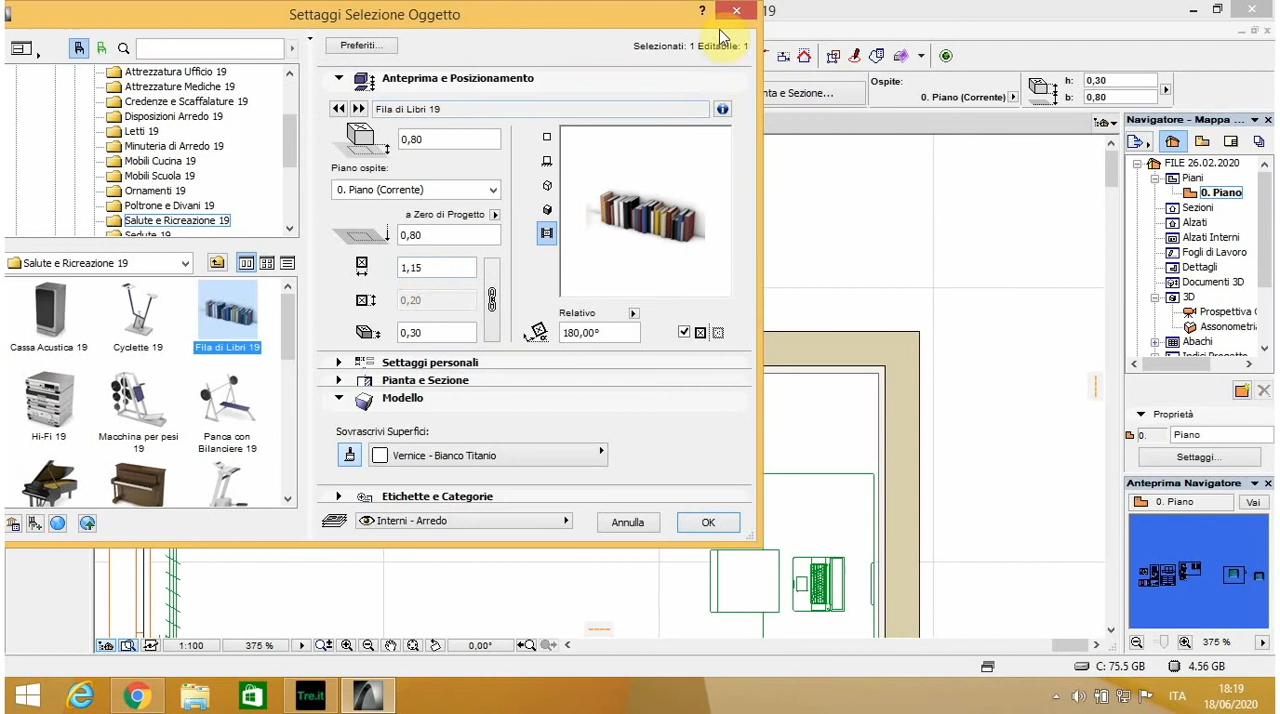 Settaggi Selezione Oggetto
?
19
Preferiti...
Selezionati: 1 Editabile: 1
Attrezzatura Ufficio 19
Attrezzature Mediche 19
Credenze e Scaffalature 19
Disposizioni Arredo 19
Letti 19
Minuteria di Arredo 19
Mobili Cucina 19
Mobili Scuola 19
Ornamenti 19
Poltrone e Divani 19
Salute e Ricreazione 19
Sedute 19
Salute e Ricreazione 19
Cassa Acustica 19
Cyclette 19
Fila di Libri 19
Hi-Fi 19
Macchina per pesi 19
Panca con Bilanciere 19
Anteprima e Posizionamento
Fila di Libri 19
0,80
Piano ospite:
0. Piano (Corrente)
a Zero di Progetto
0,80
1,15
0,20
0,30
Relativo
180,00°
Settaggi personali
Pianta e Sezione
Modello
Sovrascrivi Superfici:
Vernice - Bianco Titanio
Etichette e Categorie
Interni - Arredo
Annulla
OK
nta e Sezione...
Ospite:
0. Piano (Corrente)
h: 0,30
b: 0,80
Navigatore - Mappa ...
FILE 26.02.2020
Piani
0. Piano
Sezioni
Alzati
Alzati Interni
Fogli di Lavoro
Dettagli
Documenti 3D
3D
Prospettiva
Assonometri
Abachi
Indici Progetto
Proprietà
0.
Piano
Settaggi...
Anteprima Navigatore
0. Piano
Vai
375 %
1:100
375 %
0,00°
C: 75.5 GB
4.56 GB
Tre.it
ITA
18:19
18/06/2020